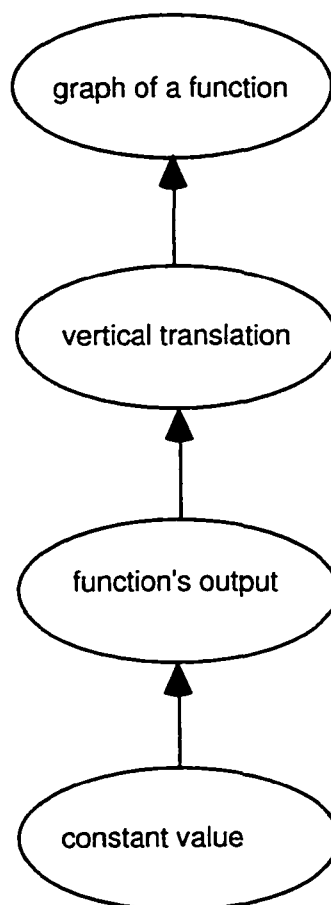 graph of a function
vertical translation
function's output
constant value